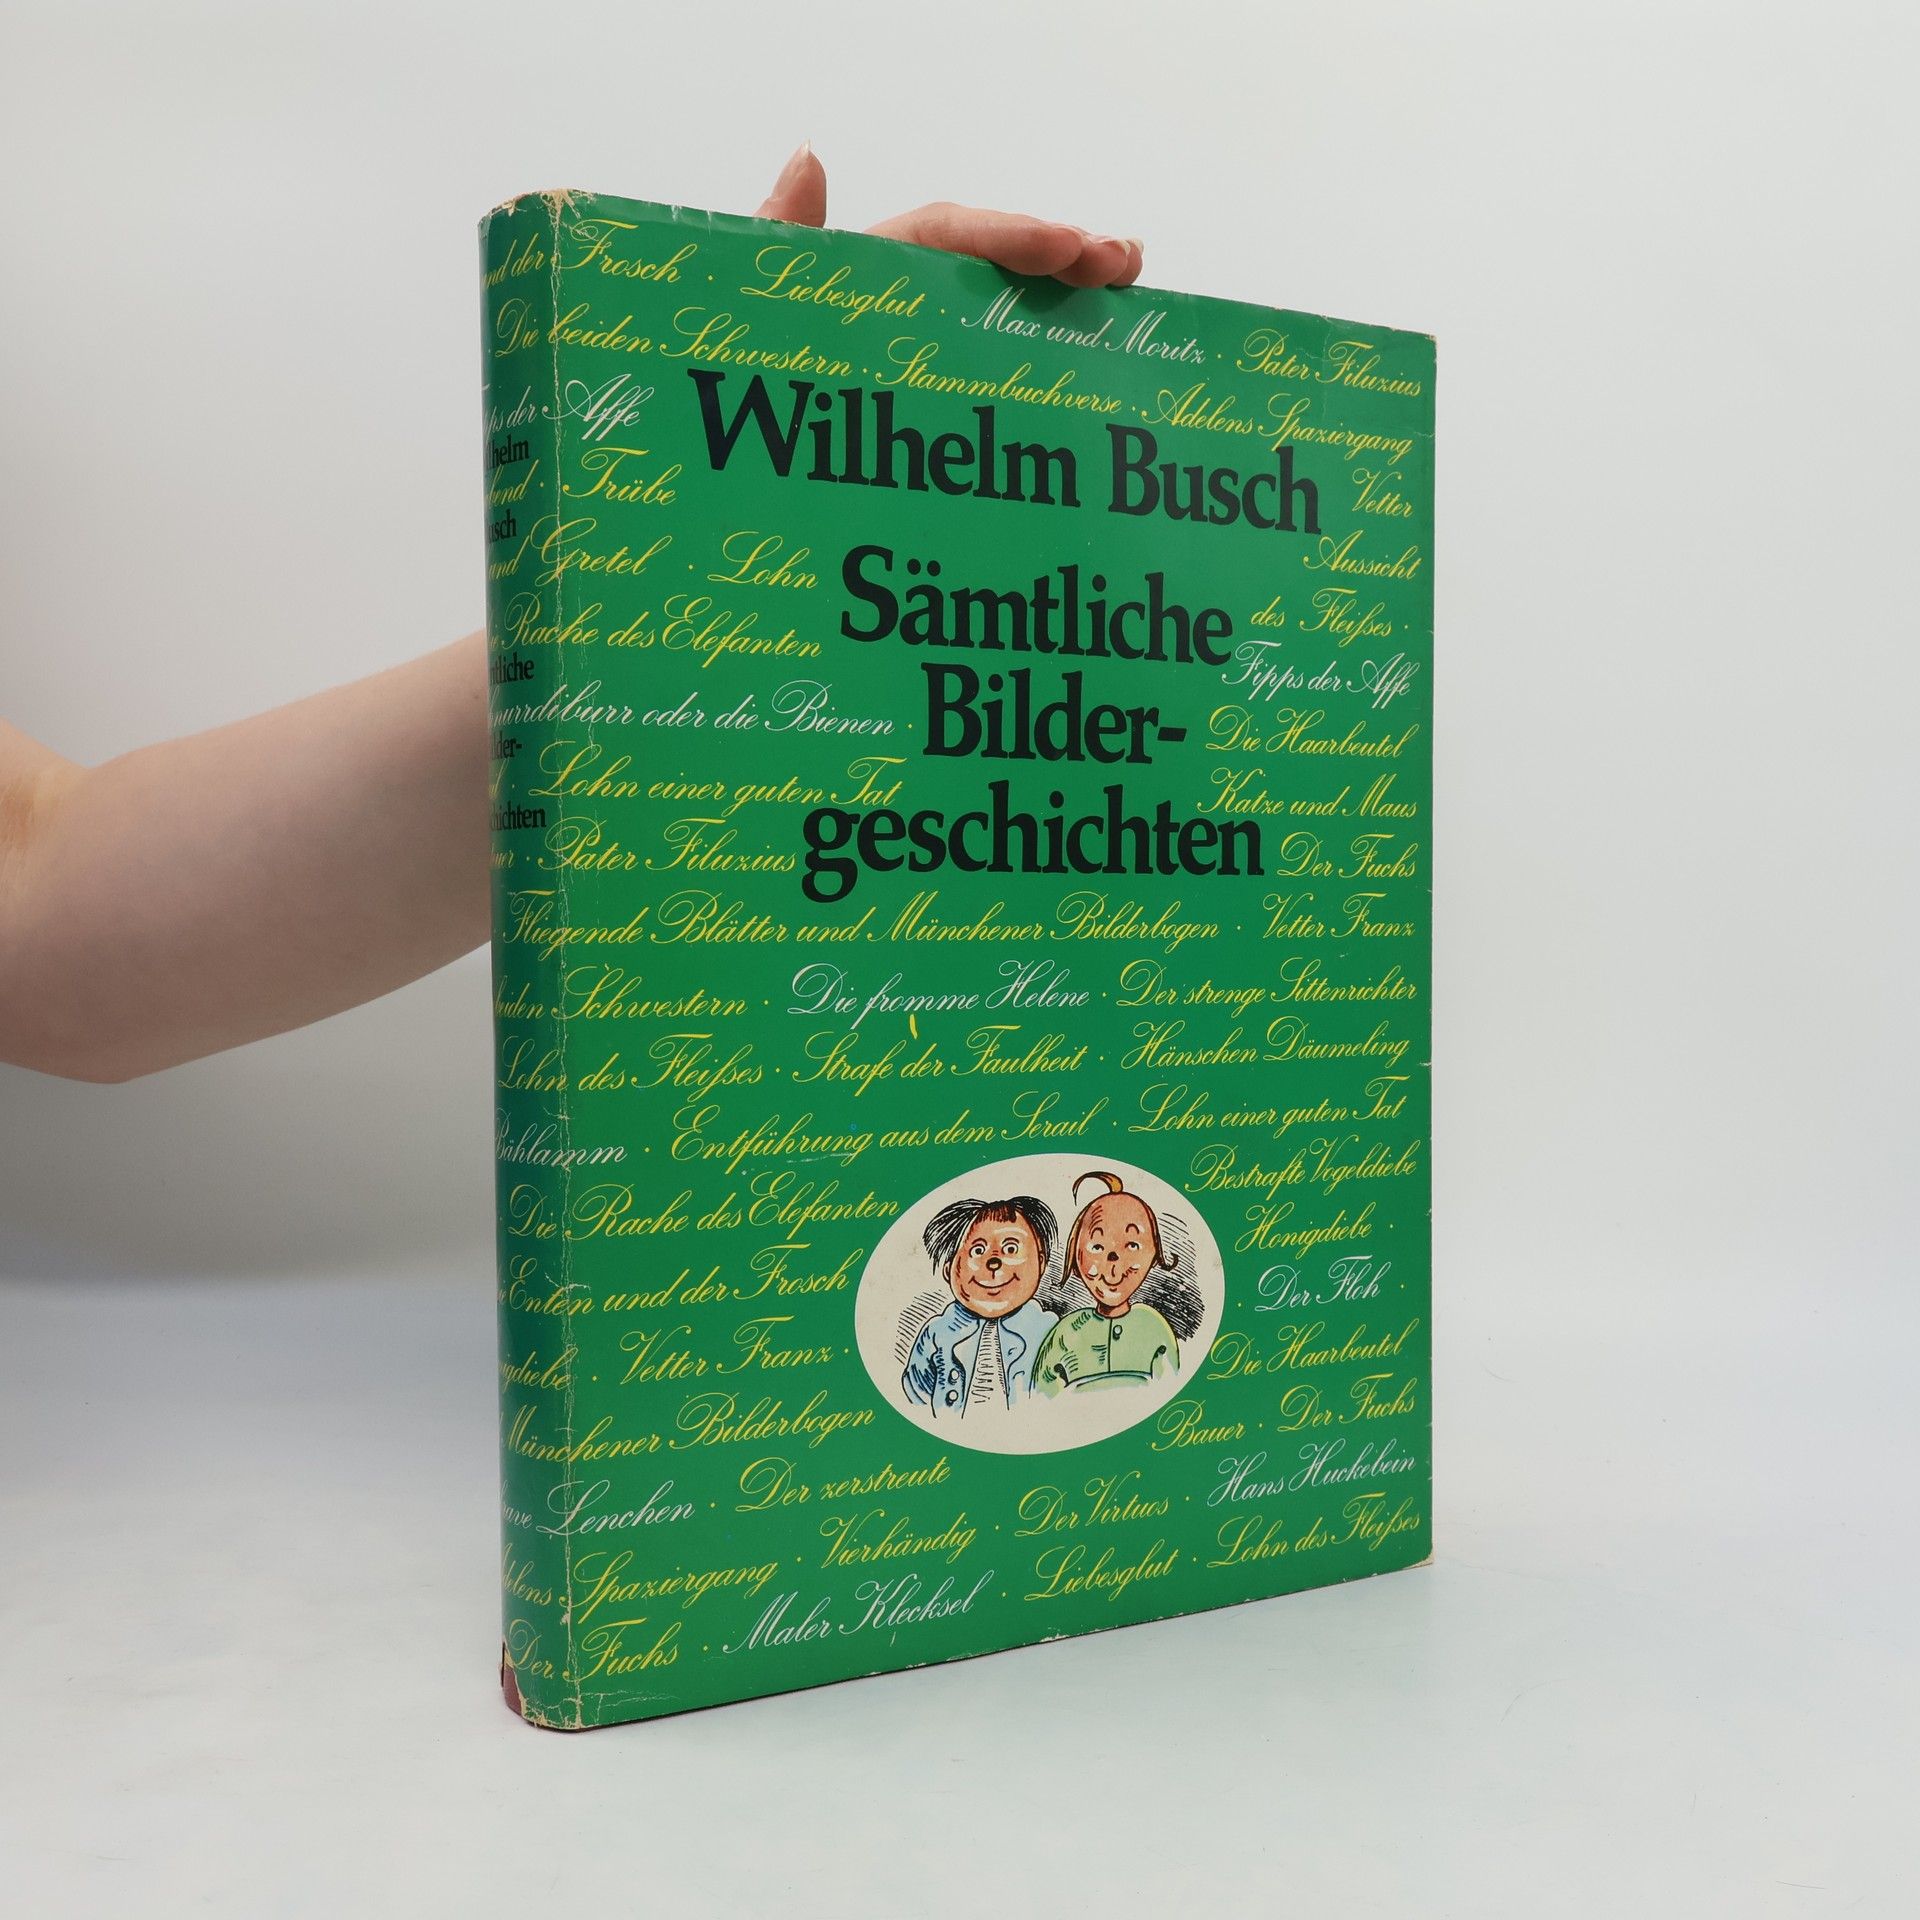 und der Frosch · Liebesglut · Max und Moritz · Pater Filuzius
· Die beiden Schwestern · Stammbuchverse · Adelens Spaziergang
Wilhelm Busch
der Affe
Vetter
· Trübe
Aussicht
und Gretel · Lohn
des Fleißes ·
Sämtliche
Rache des Elefanten
Fipps der Affe
Bilder-
oder die Bienen ·
Die Haarbeutel
· Lohn einer guten Tat
Katze und Maus
geschichten
· Pater Filuzius
Der Fuchs
· Fliegende Blätter und Münchener Bilderbogen · Vetter Franz
Schwestern · Die fromme Helene · Der strenge Sittenrichter
Lohn des Fleißes · Strafe der Faulheit · Hänschen Däumeling
Bählamm · Entführung aus dem Serail · Lohn einer guten Tat
· Die Rache des Elefanten
Bestrafte Vogeldiebe
Enten und der Frosch
Honigdiebe ·
· Vetter Franz ·
· Der Floh ·
Münchener Bilderbogen
Die Haarbeutel
Lenchen · Der zerstreute
Bauer · Der Fuchs
Spaziergang · Vierhändig · Der Virtuos · Hans Huckebein
Der Fuchs · Maler Klecksel · Liebesglut · Lohn des Fleißes